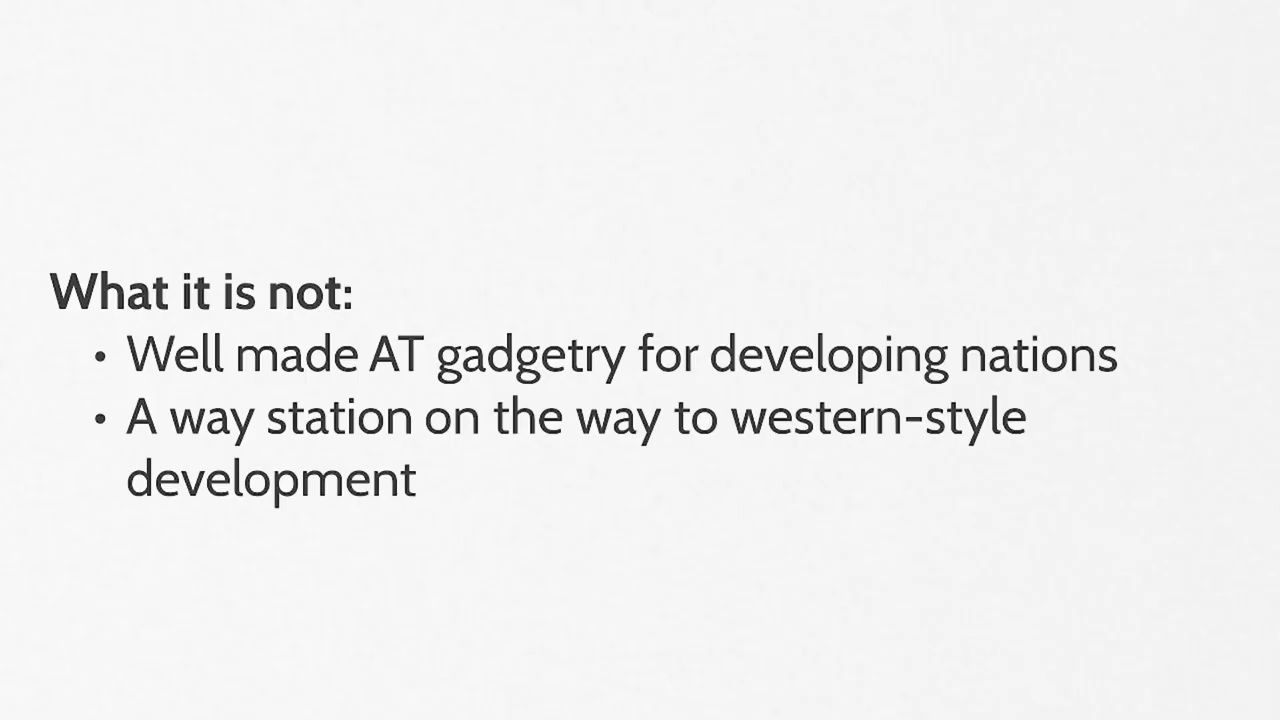 What it is not:
• Well made AT gadgetry for developing nations
• A way station on the way to western-style
development